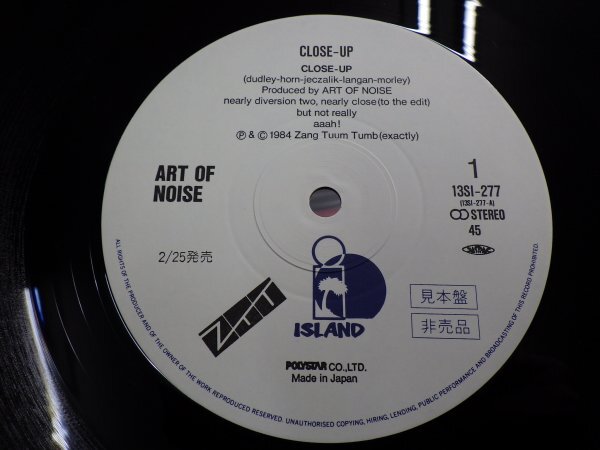 CLOSE-UP
CLOSE-UP
(dudley-horn-jeczalik-langan-morley)
Produced by ART OF NOISE
nearly diversion two, nearly close (to the edit)
but not really
aaah!
Ⓟ & © 1984 Zang Tuum Tumb (exactly)
ART OF
NOISE
1
13SI-277
(13SI-277-A)
STEREO
45
2/25発売
ZTT
ISLAND
見本盤
非売品
POLYSTAR CO.,LTD.
Made in Japan
ALL RIGHTS OF THE PRODUCER AND OF THE OWNER OF THE WORK REPRODUCED RESERVED. UNAUTHORISED COPYING, HIRING, LENDING, PUBLIC PERFORMANCE AND BROADCASTING OF THIS RECORD PROHIBITED.